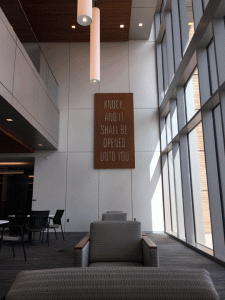 KNOCK,
AND IT
SHALL BE
OPENED
UNTO YOU